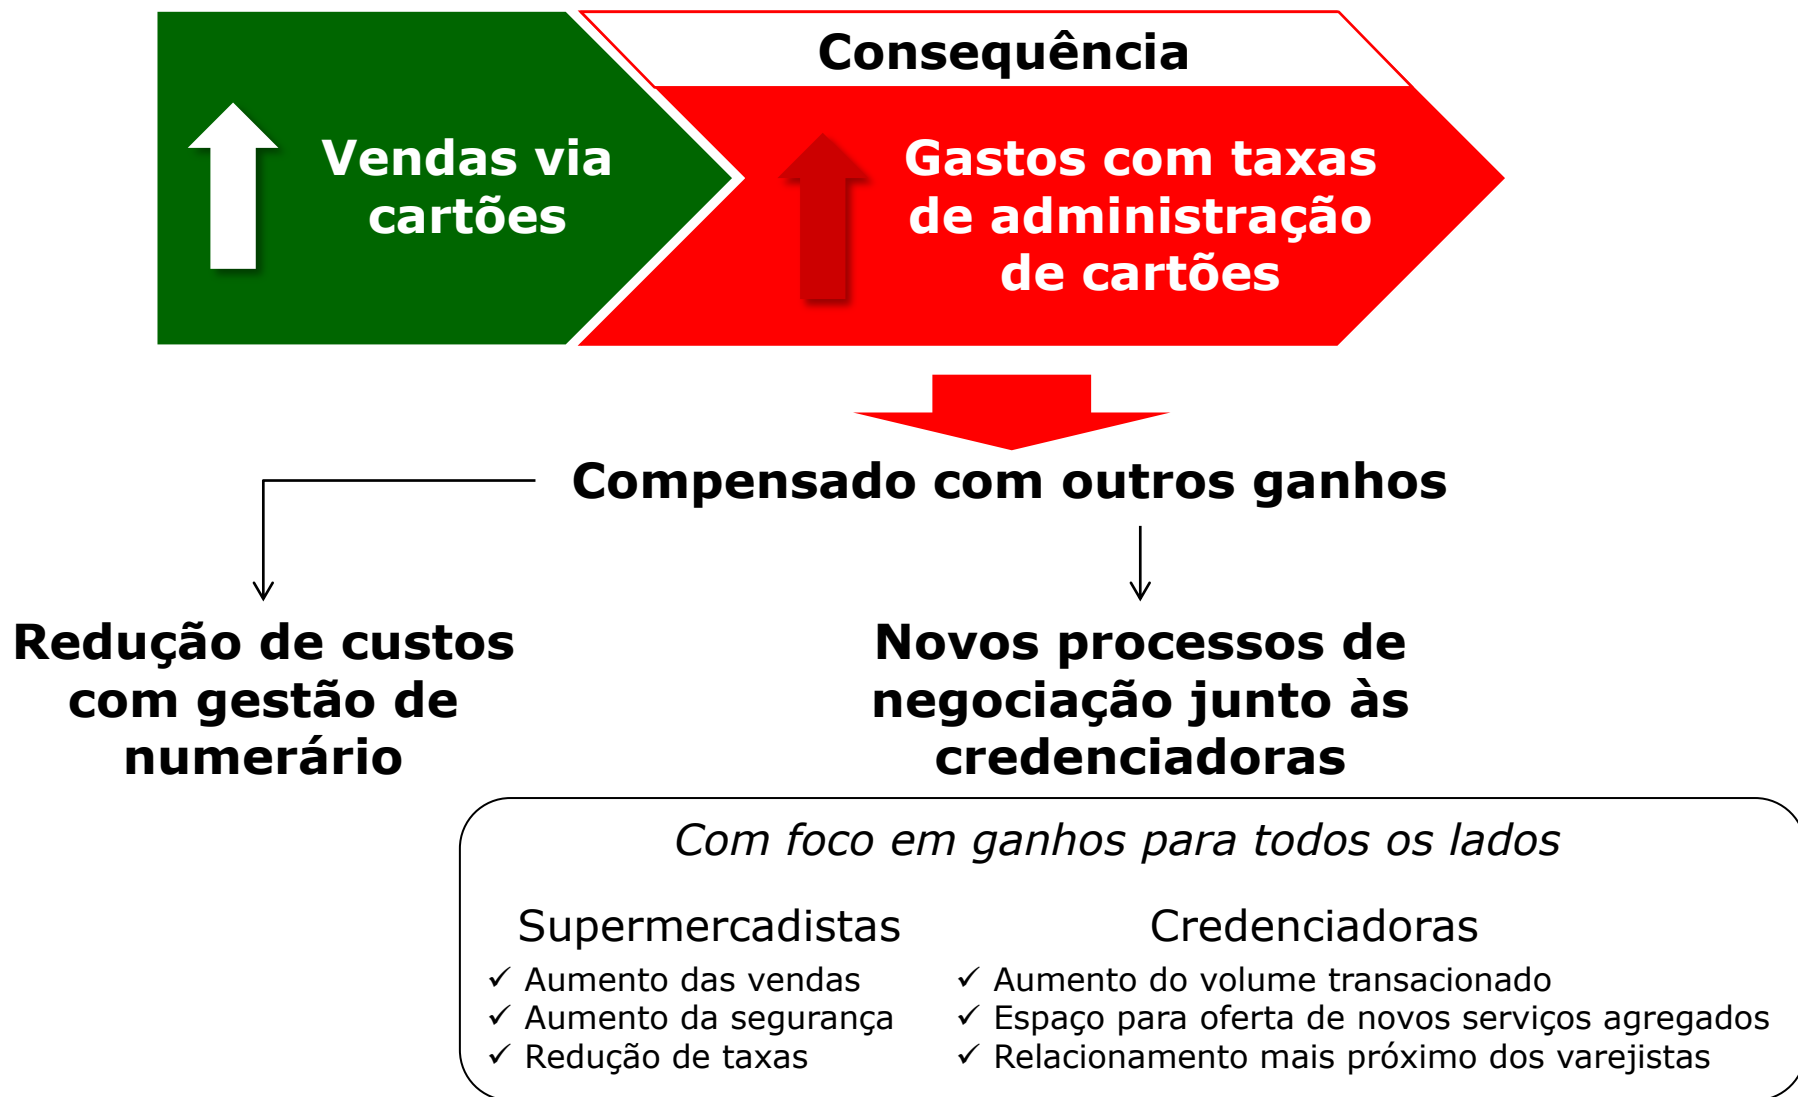 Consequência
Vendas via
cartões
Gastos com taxas
de administração
de cartões
Compensado com outros ganhos
Redução de custos
com gestão de
numerário
Novos processos de
negociação junto às
credenciadoras
Com foco em ganhos para todos os lados
Supermercadistas
✓ Aumento das vendas
✓ Aumento da segurança
✓ Redução de taxas
Credenciadoras
✓ Aumento do volume transacionado
✓ Espaço para oferta de novos serviços agregados
✓ Relacionamento mais próximo dos varejistas